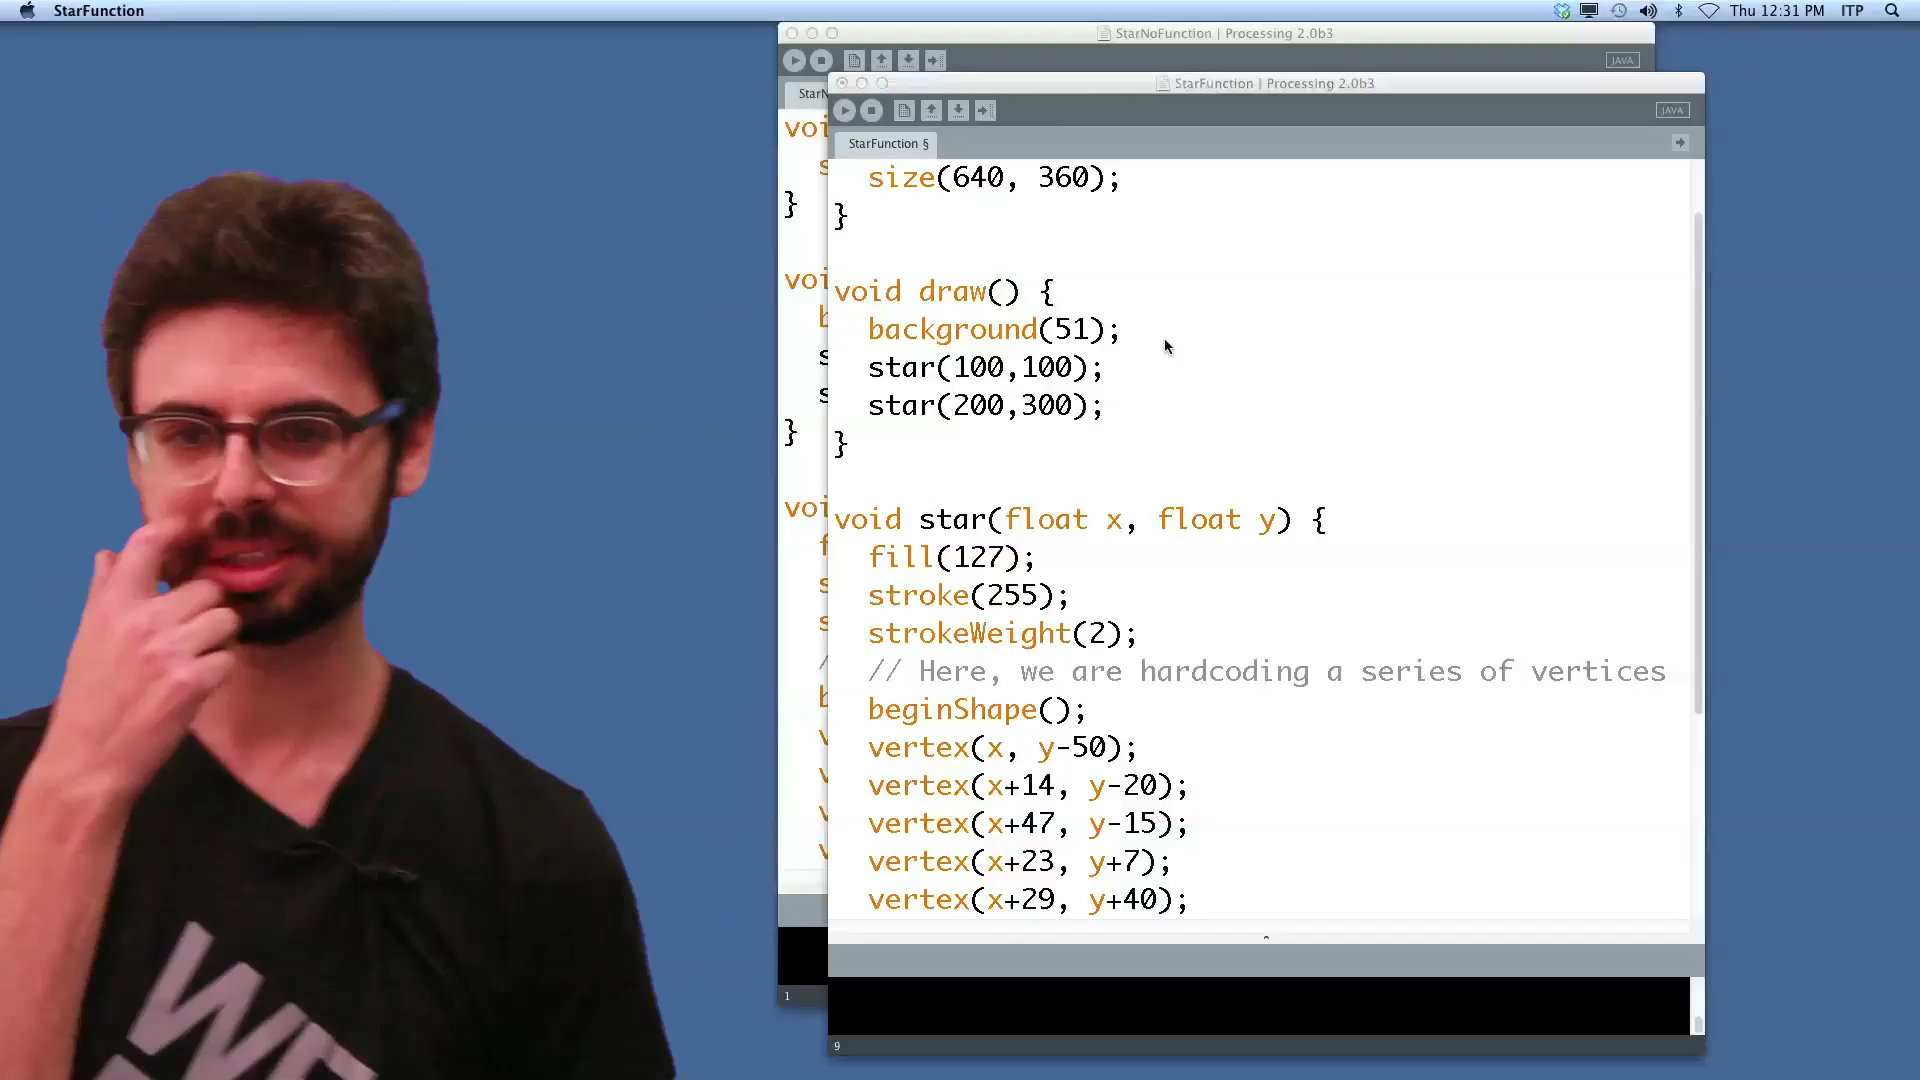 StarFunction
Thu 12:31 PM ITP
StarNoFunction | Processing 2.0b3
JAVA
StarFunction | Processing 2.0b3
JAVA
StarFunction §
size(640, 360);
}
void draw() {
background(51);
star(100,100);
star(200,300);
}
void star(float x, float y) {
fill(127);
stroke(255);
strokeWeight(2);
// Here, we are hardcoding a series of vertices
beginShape();
vertex(x, y-50);
vertex(x+14, y-20);
vertex(x+47, y-15);
vertex(x+23, y+7);
vertex(x+29, y+40);
9
1